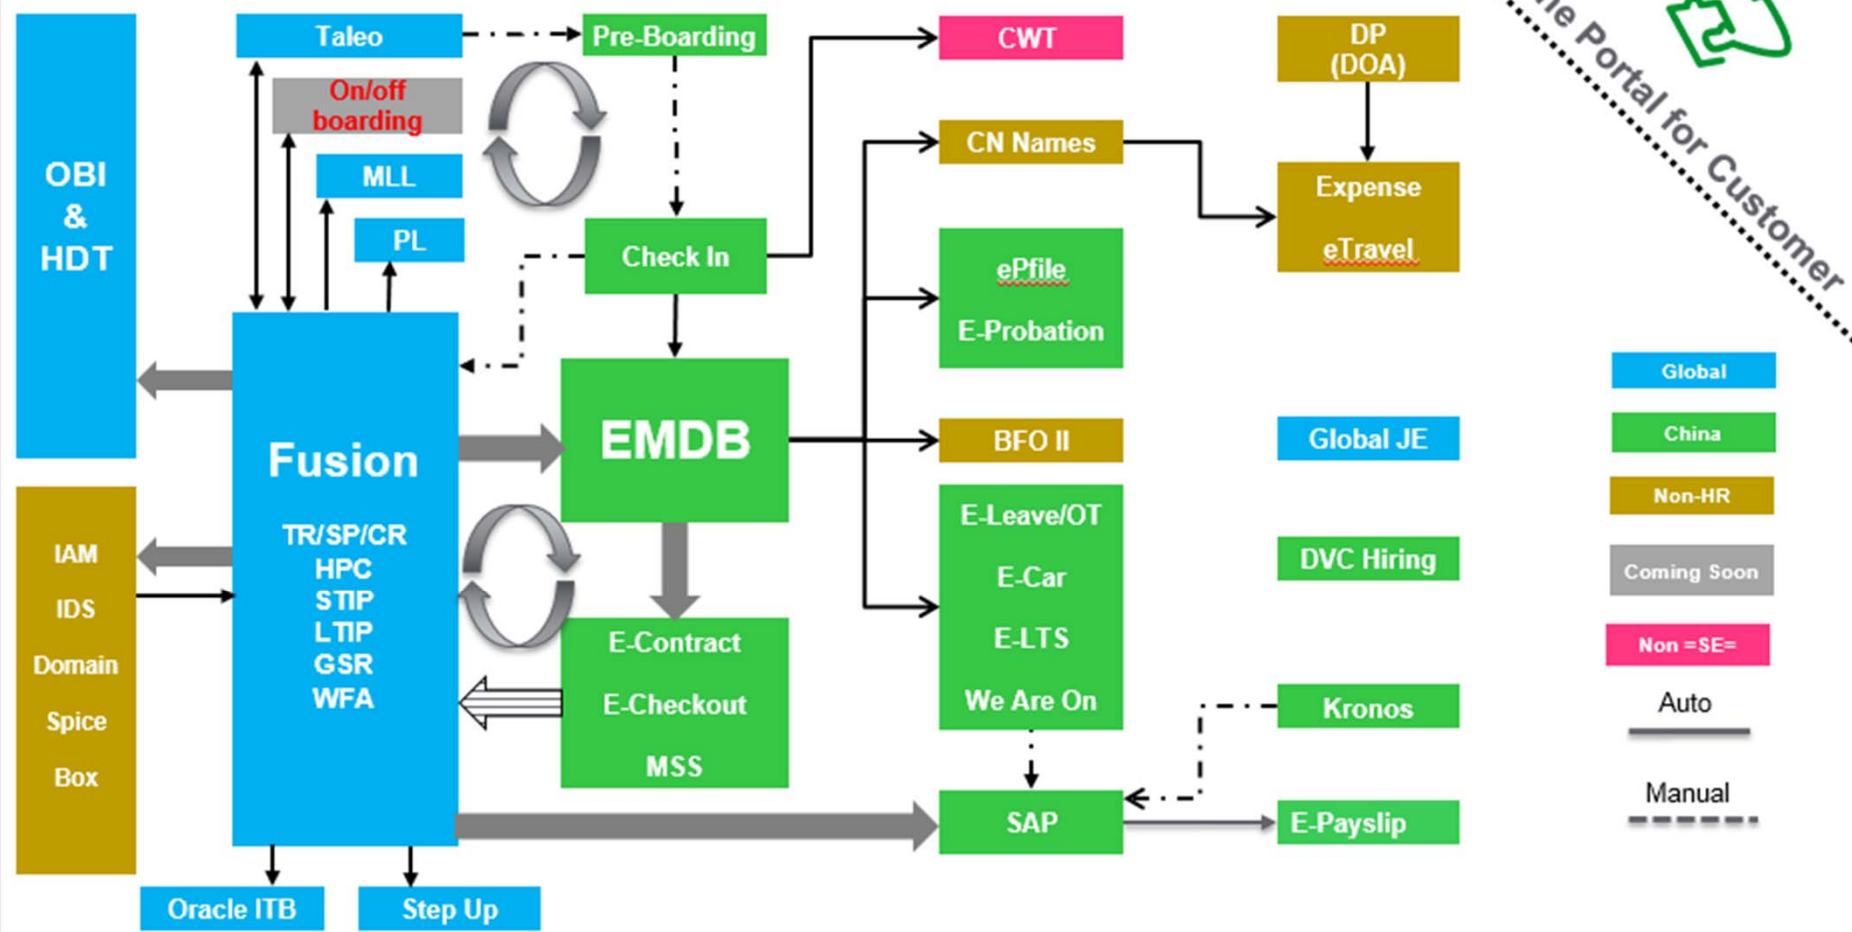 Taleo
Pre-Boarding
CWT
DP
(DOA)
On/off
boarding
CN Names
MLL
Expense
eTravel
PL
Check In
OBI
&
HDT
ePfile
E-Probation
Portal for Customer
Global
China
Non-HR
Coming Soon
Non =SE=
Auto
Manual
Fusion
TR/SP/CR
HPC
STIP
LTIP
GSR
WFA
EMDB
BFO II
Global JE
IAM
IDS
Domain
Spice
Box
E-Leave/OT
E-Car
E-LTS
We Are On
DVC Hiring
E-Contract
E-Checkout
MSS
Kronos
SAP
E-Payslip
Oracle ITB
Step Up